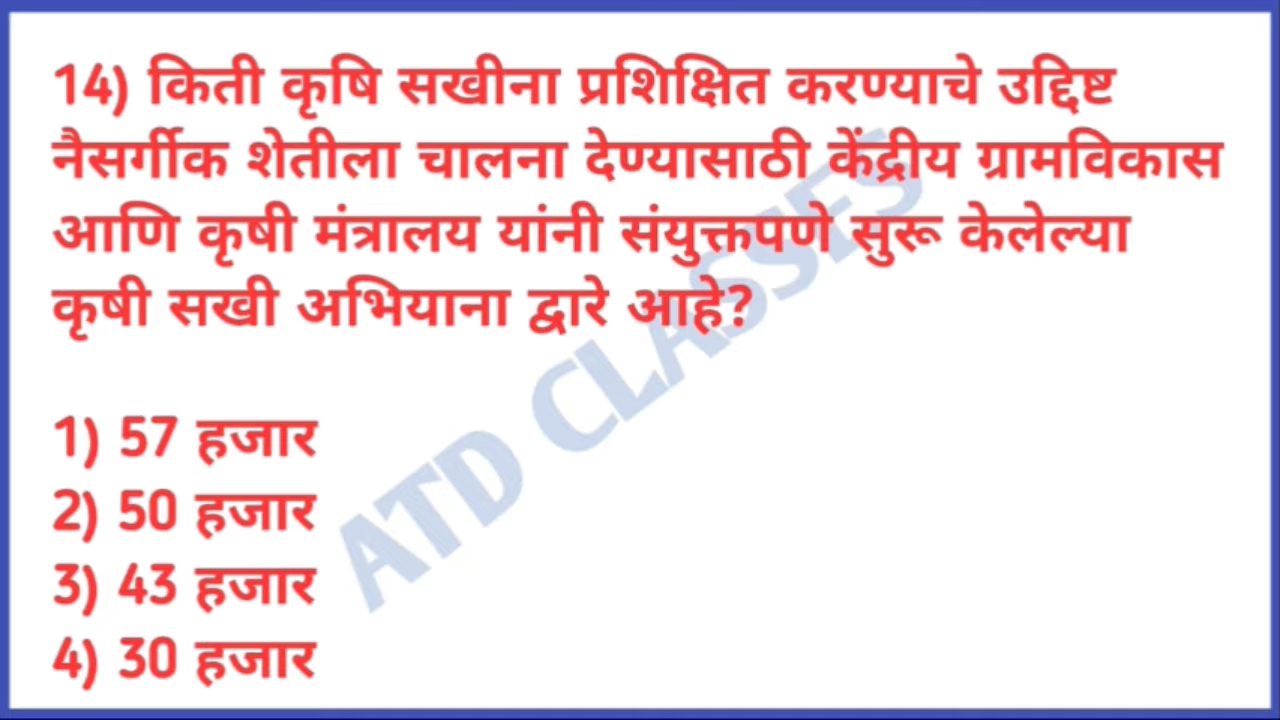 14) किती कृषि सखीना प्रशिक्षित करण्याचे उद्दिष्ट
नैसर्गीक शेतीला चालना देण्यासाठी केंद्रीय ग्रामविकास
आणि कृषी मंत्रालय यांनी संयुक्तपणे सुरू केलेल्या
कृषी सखी अभियाना द्वारे आहे?
1) 57 हजार
2) 50 हजार
3) 43 हजार
4) 30 हजार
ATD CLASSES